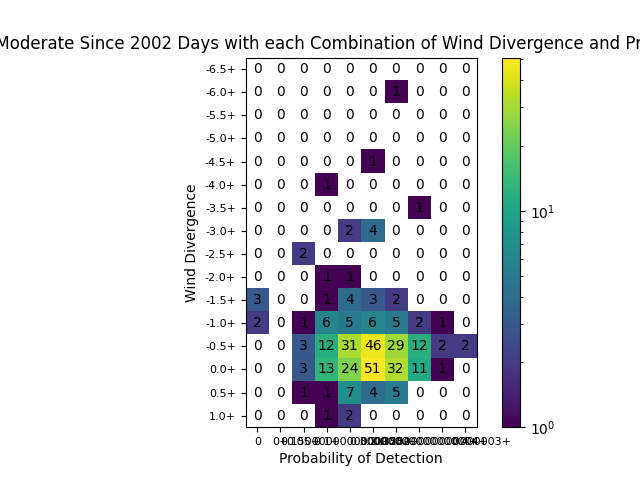 Moderate Since 2002 Days with each Combination of Wind Divergence and Pr
-6.5+ 0 0 0 0 0 0 0 0 0 0
-6.0+ 0 0 0 0 0 0 1 0 0 0
-5.5+ 0 0 0 0 0 0 0 0 0 0
-5.0+ 0 0 0 0 0 0 0 0 0 0
-4.5+ 0 0 0 0 0 1 0 0 0 0
-4.0+ 0 0 0 1 0 0 0 0 0 0
-3.5+ 0 0 0 0 0 0 0 1 0 0
-3.0+ 0 0 0 0 2 4 0 0 0 0
-2.5+ 0 0 2 0 0 0 0 0 0 0
-2.0+ 0 0 0 1 1 0 0 0 0 0
-1.5+ 3 0 0 1 4 3 2 0 0 0
-1.0+ 2 0 1 6 5 6 5 2 1 0
-0.5+ 0 0 3 12 31 46 29 12 2 2
0.0+ 0 0 3 13 24 51 32 11 1 0
0.5+ 0 0 1 1 7 4 5 0 0 0
1.0+ 0 0 0 1 2 0 0 0 0 0
0
Probability of Detection
Wind Divergence
10^1
10^0